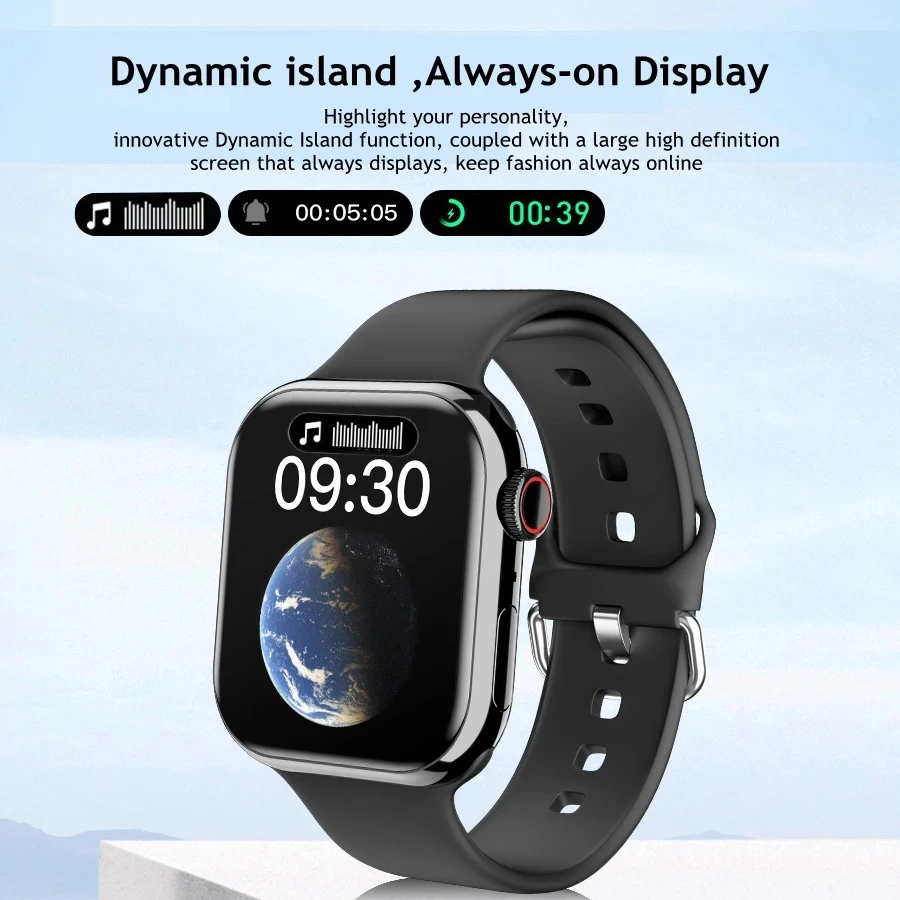 Dynamic island ,Always-on Display
Highlight your personality,
innovative Dynamic Island function, coupled with a large high definition
screen that always displays, keep fashion always online
00:05:05
00:39
09:30